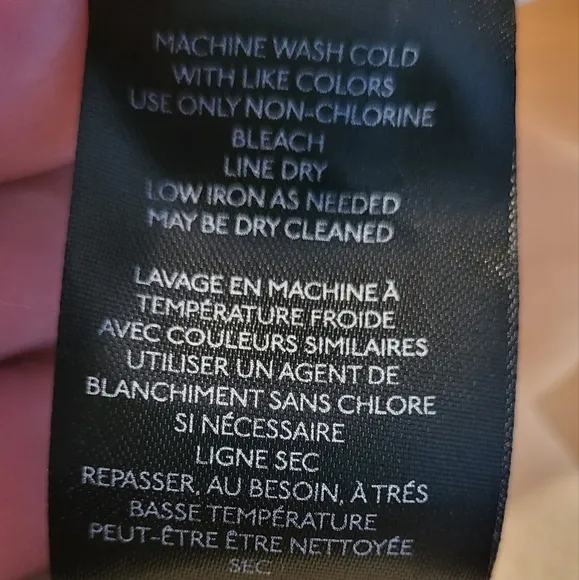 MACHINE WASH COLD
WITH LIKE COLORS
USE ONLY NON-CHLORINE
BLEACH
LINE DRY
LOW IRON AS NEEDED
MAY BE DRY CLEANED
LAVAGE EN MACHINE À
TEMPÉRATURE FROIDE
AVEC COULEURS SIMILAIRES
UTILISER UN AGENT DE
BLANCHIMENT SANS CHLORE
SI NÉCESSAIRE
LIGNE SEC
REPASSER, AU BESOIN, À TRÉS
BASSE TEMPÉRATURE
PEUT-ÊTRE ÊTRE NETTOYÉE
SEC